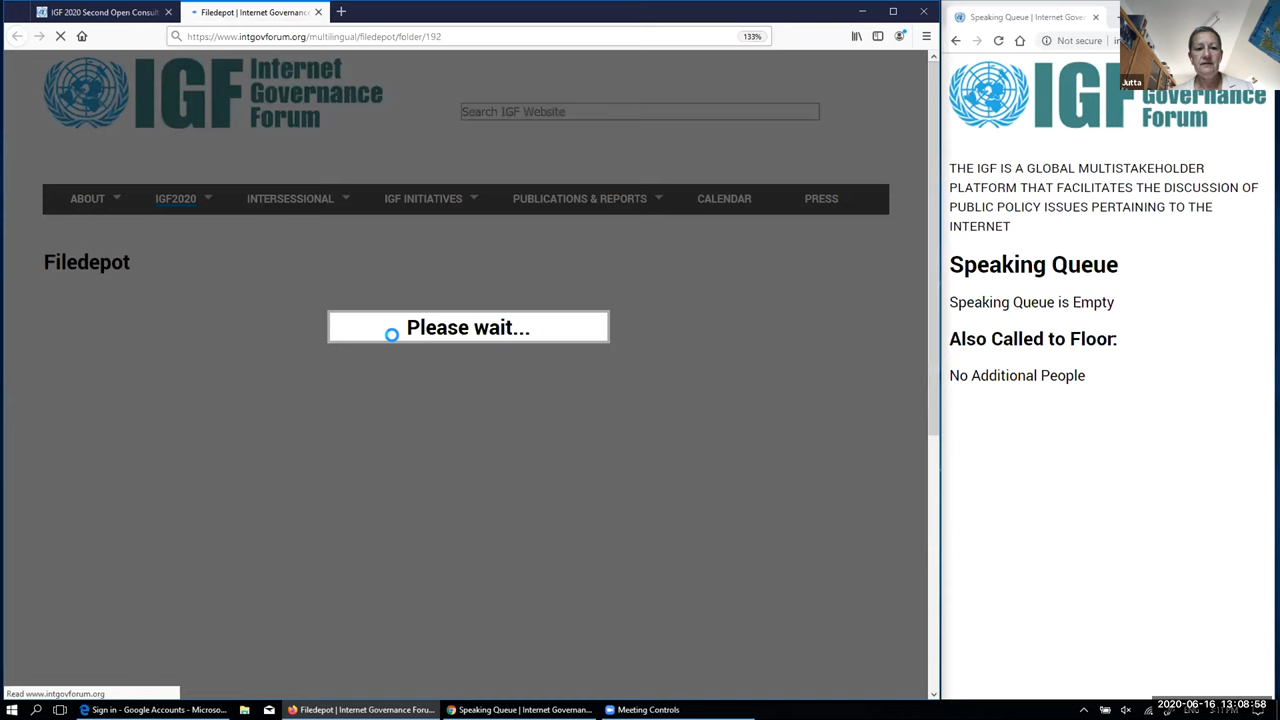 IGF 2020 Second Open Consult
Filedepot | Internet Governance
https://www.intgovforum.org/multilingual/filedepot/folder/192
133%
IGF
Internet
Governance
Forum
Search IGF Website
ABOUT
IGF2020
INTERSESSIONAL
IGF INITIATIVES
PUBLICATIONS & REPORTS
CALENDAR
PRESS
Filedepot
Please wait...
Read www.intgovforum.org
Speaking Queue | Internet Gover
Not secure
Jutta
Governance
Forum
THE IGF IS A GLOBAL MULTISTAKEHOLDER
PLATFORM THAT FACILITATES THE DISCUSSION OF
PUBLIC POLICY ISSUES PERTAINING TO THE
INTERNET
Speaking Queue
Speaking Queue is Empty
Also Called to Floor:
No Additional People
Sign in - Google Accounts - Microso...
Filedepot | Internet Governance Foru...
Speaking Queue | Internet Governan...
Meeting Controls
2020-06-16 13:08:58